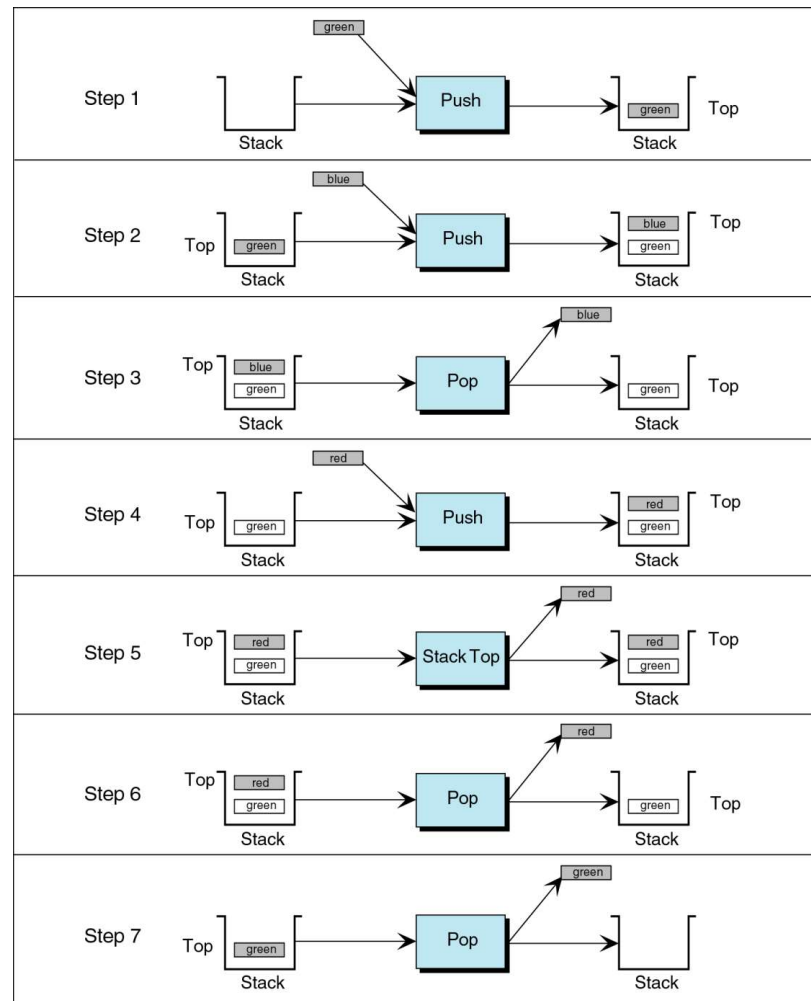 green
Step 1
Push
green
Top
Stack
Stack
blue
Step 2
Top
green
Push
blue
green
Top
Stack
Stack
blue
Step 3
Top
blue
green
Pop
green
Top
Stack
Stack
red
Step 4
Top
green
Push
red
green
Top
Stack
Stack
red
Step 5
Top
red
green
Stack Top
red
green
Top
Stack
Stack
red
Step 6
Top
red
green
Pop
green
Top
Stack
Stack
green
Step 7
Top
green
Pop
Stack
Stack